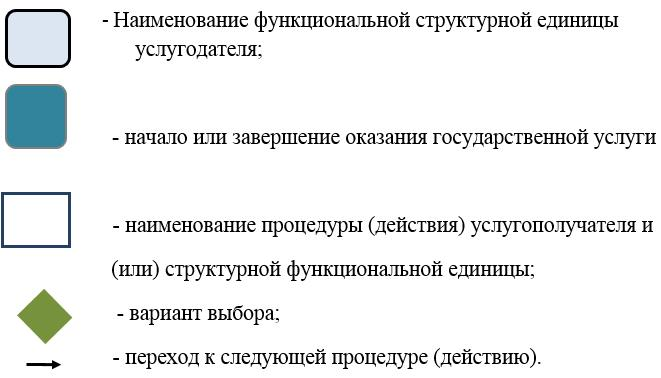 - Наименование функциональной структурной единицы
услугодателя;
- начало или завершение оказания государственной услуги
- наименование процедуры (действия) услугополучателя и
(или) структурной функциональной единицы;
- вариант выбора;
- переход к следующей процедуре (действию).